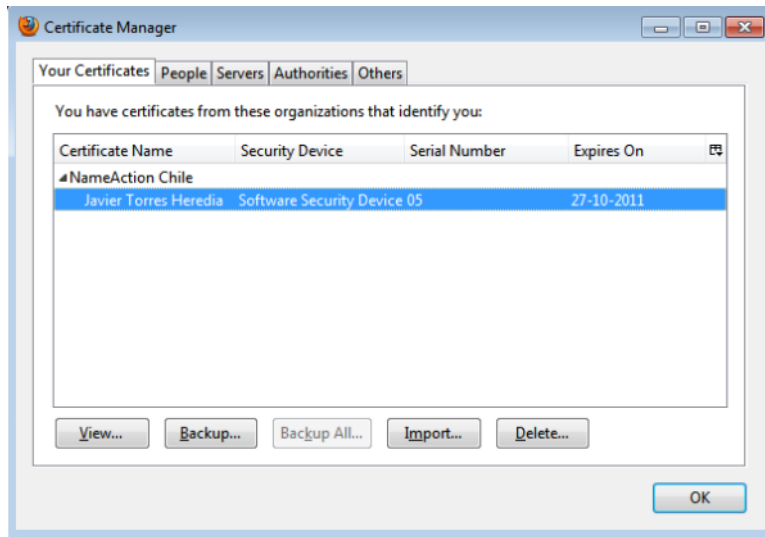 Certificate Manager
Your Certificates People Servers Authorities Others
You have certificates from these organizations that identify you:
Certificate Name Security Device Serial Number Expires On
NameAction Chile
Javier Torres Heredia Software Security Device 05 27-10-2011
View... Backup... Backup All... Import... Delete...
OK